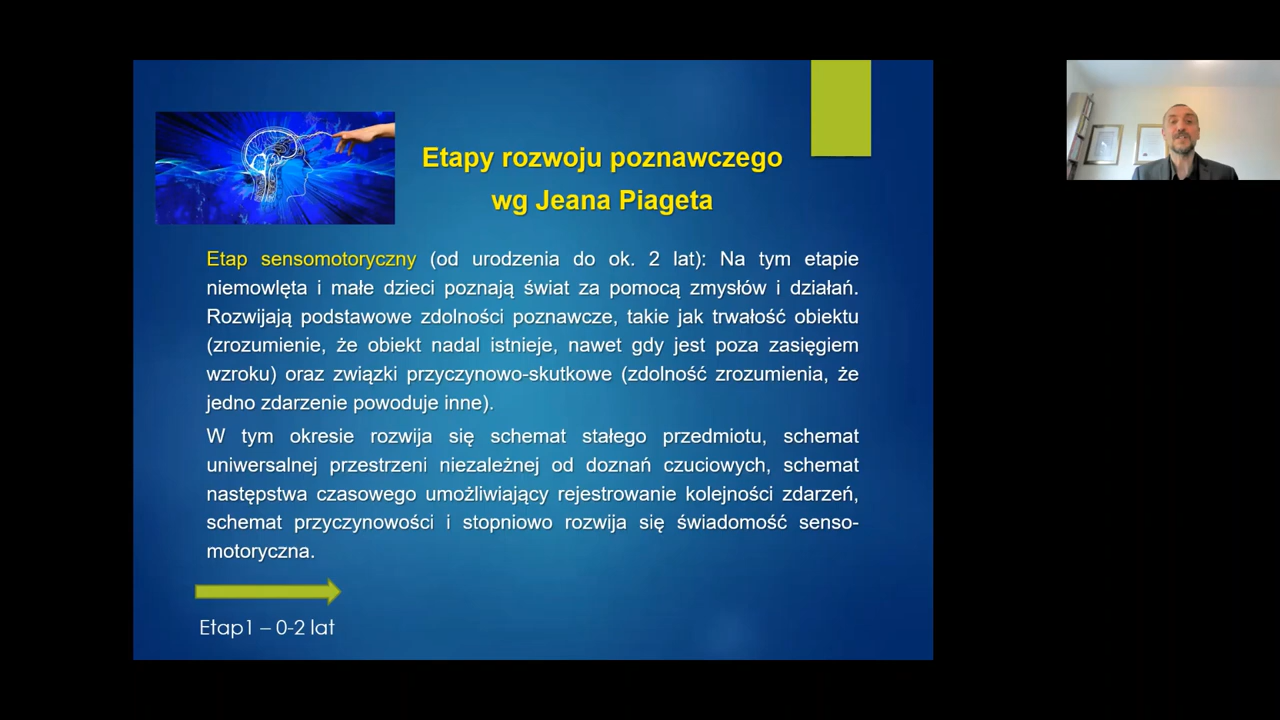 Etapy rozwoju poznawczego
wg Jeana Piageta
Etap sensomotoryczny (od urodzenia do ok. 2 lat): Na tym etapie
niemowlęta i małe dzieci poznają świat za pomocą zmysłów i działań.
Rozwijają podstawowe zdolności poznawcze, takie jak trwałość obiektu
(zrozumienie, że obiekt nadal istnieje, nawet gdy jest poza zasięgiem
wzroku) oraz związki przyczynowo-skutkowe (zdolność zrozumienia, że
jedno zdarzenie powoduje inne).
W tym okresie rozwija się schemat stałego przedmiotu, schemat
uniwersalnej przestrzeni niezależnej od doznań czuciowych, schemat
następstwa czasowego umożliwiający rejestrowanie kolejności zdarzeń,
schemat przyczynowości i stopniowo rozwija się świadomość senso-
motoryczna.
Etap1 – 0-2 lat